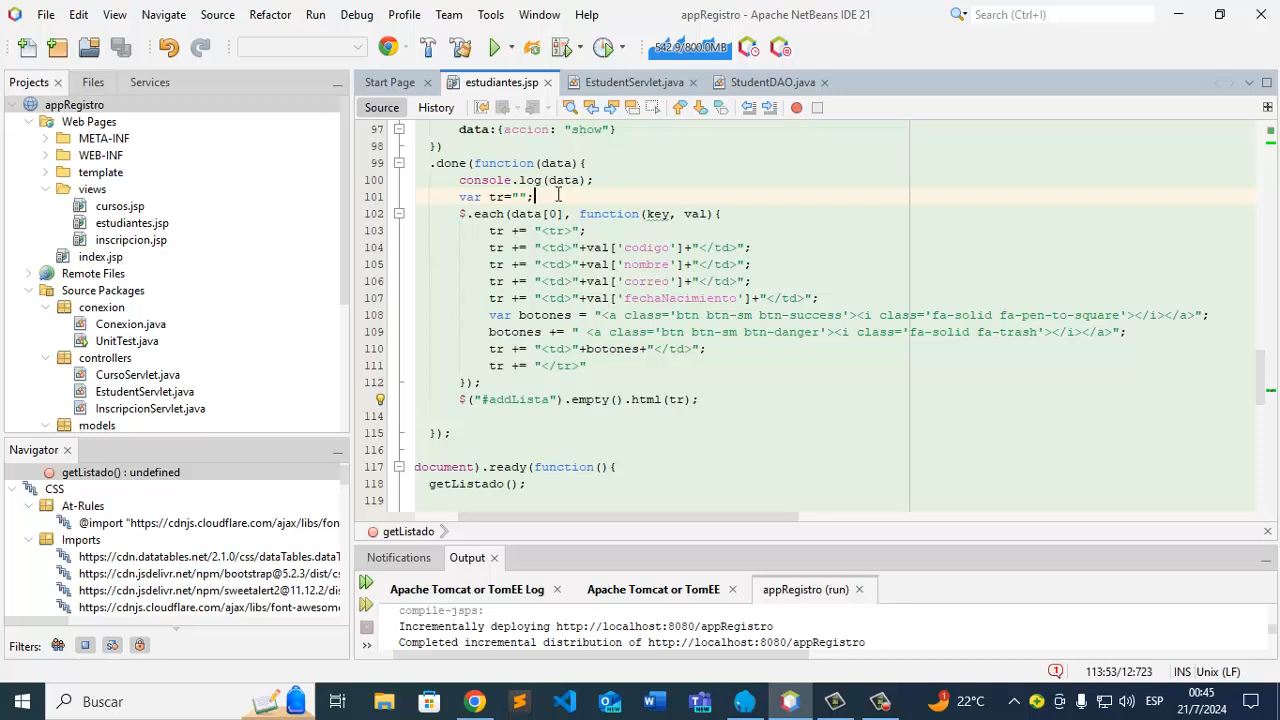 File Edit View Navigate Source Refactor Run Debug Profile Team Tools Window Help
appRegistro - Apache NetBeans IDE 21
Search (Ctrl+I)
542.9/800.0MB
Projects Files Services
appRegistro
Web Pages
META-INF
WEB-INF
template
views
cursos.jsp
estudiantes.jsp
inscripcion.jsp
index.jsp
Remote Files
Source Packages
conexion
Conexion.java
UnitTest.java
controllers
CursoServlet.java
EstudentServlet.java
InscripcionServlet.java
models
Navigator
getListado() : undefined
CSS
At-Rules
@import "https://cdnjs.cloudflare.com/ajax/libs/fon
Imports
https://cdn.datatables.net/2.1.0/css/dataTables.dataT
https://cdn.jsdelivr.net/npm/bootstrap@5.2.3/dist/cs
https://cdn.jsdelivr.net/npm/sweetalert2@11.12.2/dis
https://cdnjs.cloudflare.com/ajax/libs/font-awesom
Filters:
Start Page estudiantes.jsp EstudentServlet.java StudentDAO.java
Source History
97 data:{accion: "show"}
98 })
99 .done(function(data){
100 console.log(data);
101 var tr="";
102 $.each(data[0], function(key, val){
103 tr += "<tr>";
104 tr += "<td>"+val['codigo']+"</td>";
105 tr += "<td>"+val['nombre']+"</td>";
106 tr += "<td>"+val['correo']+"</td>";
107 tr += "<td>"+val['fechaNacimiento']+"</td>";
108 var botones = "<a class='btn btn-sm btn-success'><i class='fa-solid fa-pen-to-square'></i></a>";
109 botones += " <a class='btn btn-sm btn-danger'><i class='fa-solid fa-trash'></i></a>";
110 tr += "<td>"+botones+"</td>";
111 tr += "</tr>"
112 });
$("#addLista").empty().html(tr);
114
115 });
116
117 document).ready(function(){
118 getListado();
119
getListado
Notifications Output
Apache Tomcat or TomEE Log Apache Tomcat or TomEE appRegistro (run)
compile-jsps:
Incrementally deploying http://localhost:8080/appRegistro
Completed incremental distribution of http://localhost:8080/appRegistro
1 113:53/12:723 INS Unix (LF)
Buscar
22°C
ESP
00:45
21/7/2024